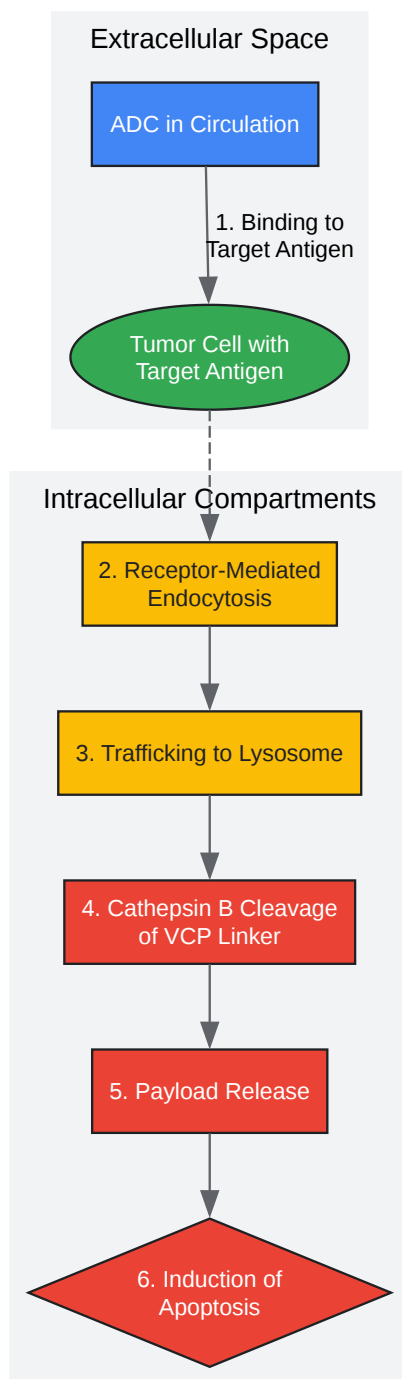 Extracellular Space
ADC in Circulation
1. Binding to
Target Antigen
Tumor Cell with
Target Antigen
Intracellular Compartments
2. Receptor-Mediated
Endocytosis
3. Trafficking to Lysosome
4. Cathepsin B Cleavage
of VCP Linker
5. Payload Release
6. Induction of
Apoptosis